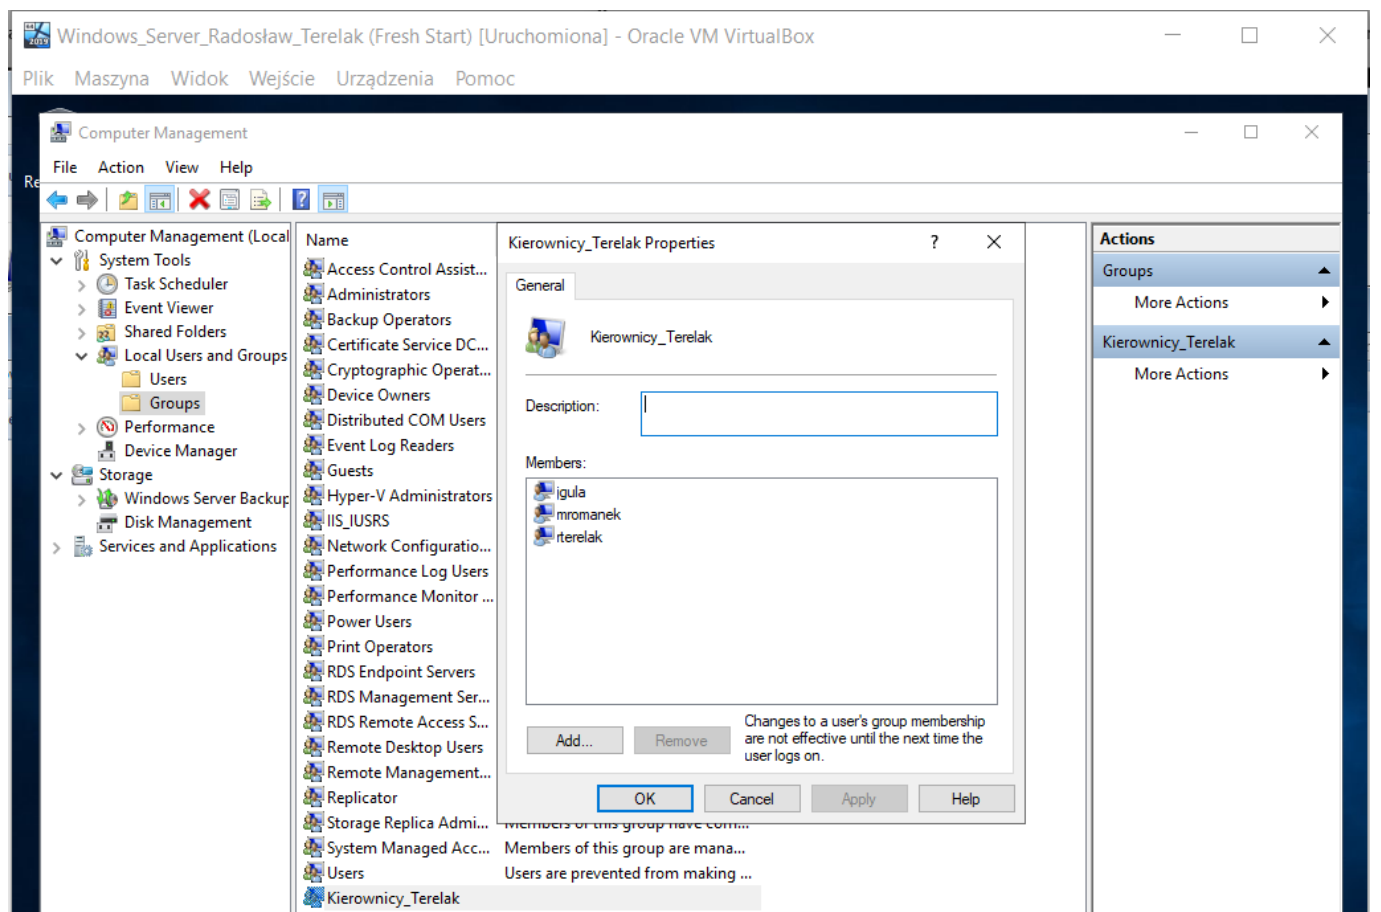 Windows_Server_Radosław_Terelak (Fresh Start) [Uruchomiona] - Oracle VM VirtualBox
Plik Maszyna Widok Wejście Urządzenia Pomoc
Computer Management
File Action View Help
Computer Management (Local
System Tools
Task Scheduler
Event Viewer
Shared Folders
Local Users and Groups
Users
Groups
Performance
Device Manager
Storage
Windows Server Backup
Disk Management
Services and Applications
Name
Access Control Assist...
Administrators
Backup Operators
Certificate Service DC...
Cryptographic Operat...
Device Owners
Distributed COM Users
Event Log Readers
Guests
Hyper-V Administrators
IIS_IUSRS
Network Configuratio...
Performance Log Users
Performance Monitor ...
Power Users
Print Operators
RDS Endpoint Servers
RDS Management Ser...
RDS Remote Access S...
Remote Desktop Users
Remote Management...
Replicator
Storage Replica Admi... Members of this group have com...
System Managed Acc... Members of this group are mana...
Users Users are prevented from making ...
Kierownicy_Terelak
Kierownicy_Terelak Properties
General
Kierownicy_Terelak
Description:
Members:
jgula
mromanek
rterelak
Add... Remove
Changes to a user's group membership
are not effective until the next time the
user logs on.
OK Cancel Apply Help
Actions
Groups
More Actions
Kierownicy_Terelak
More Actions